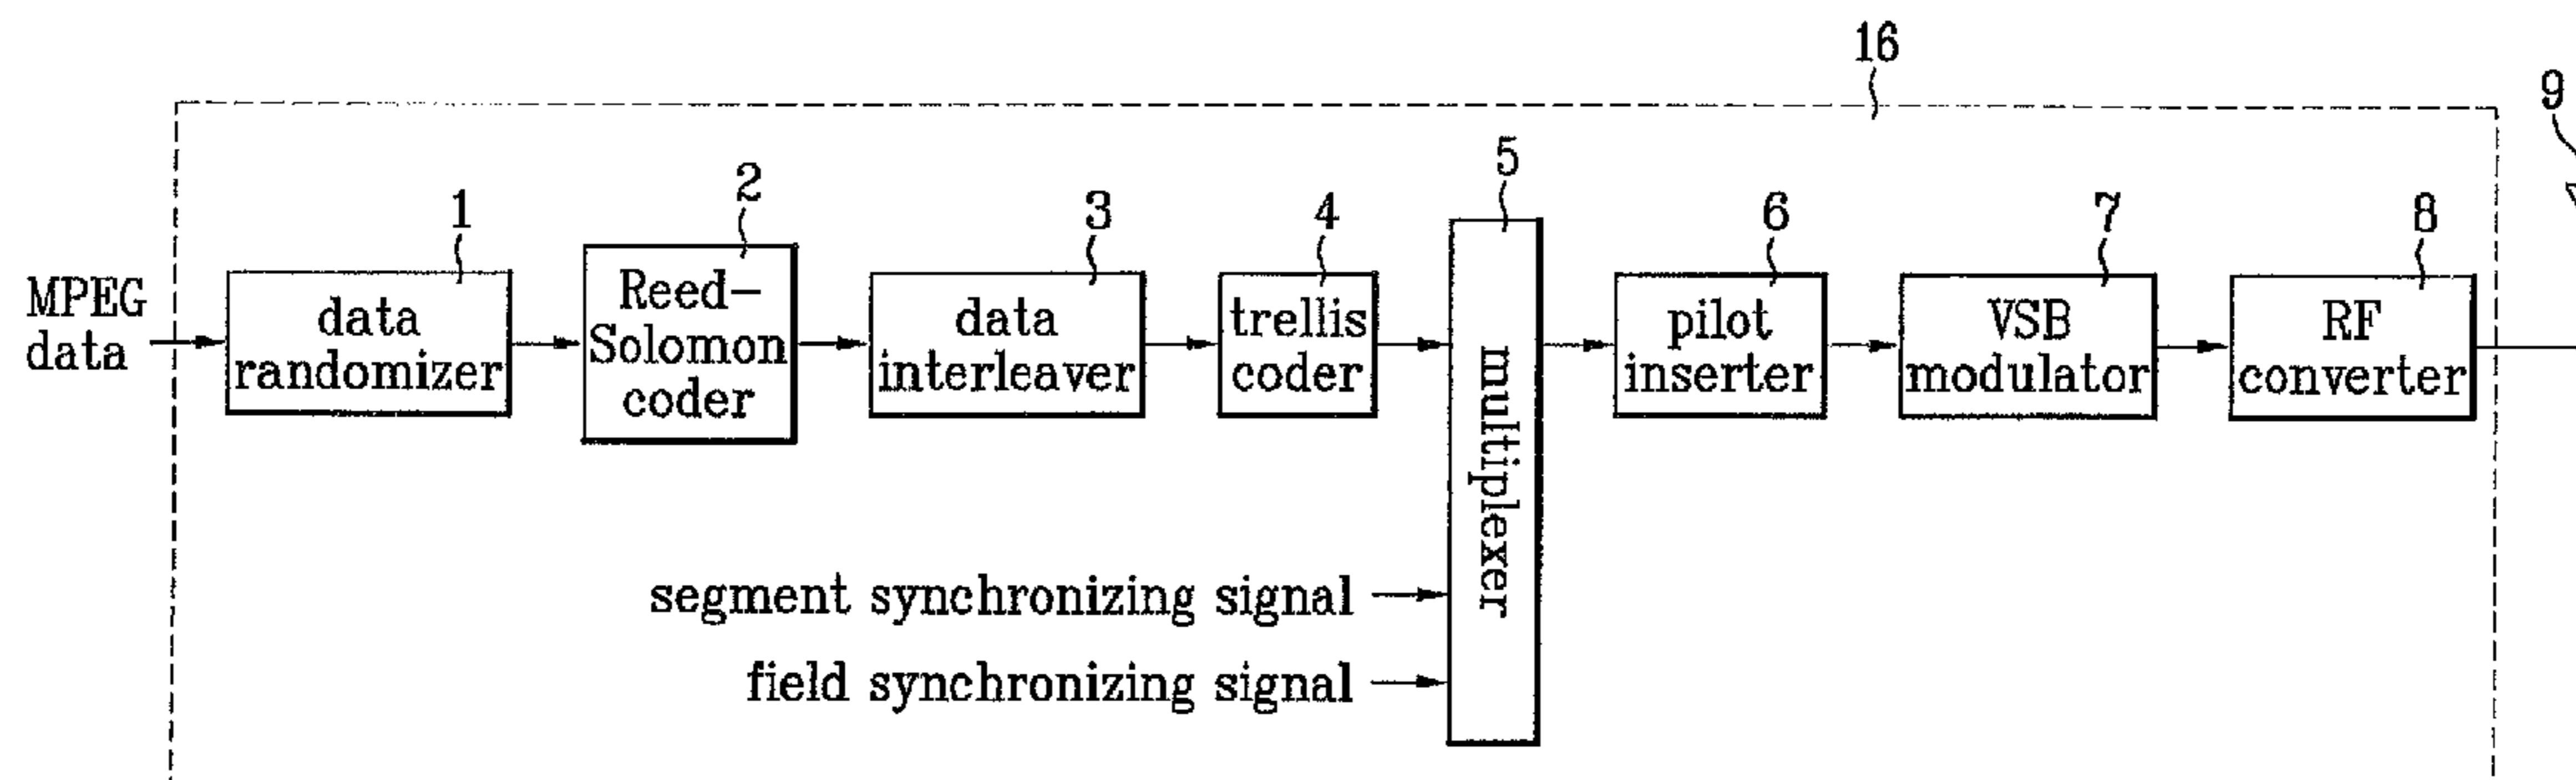 16
9
1
2
3
4
5
6
7
8
MPEG
data
data
randomizer
Reed-
Solomon
coder
data
interleaver
trellis
coder
multiplexer
pilot
inserter
VSB
modulator
RF
converter
segment synchronizing signal
field synchronizing signal